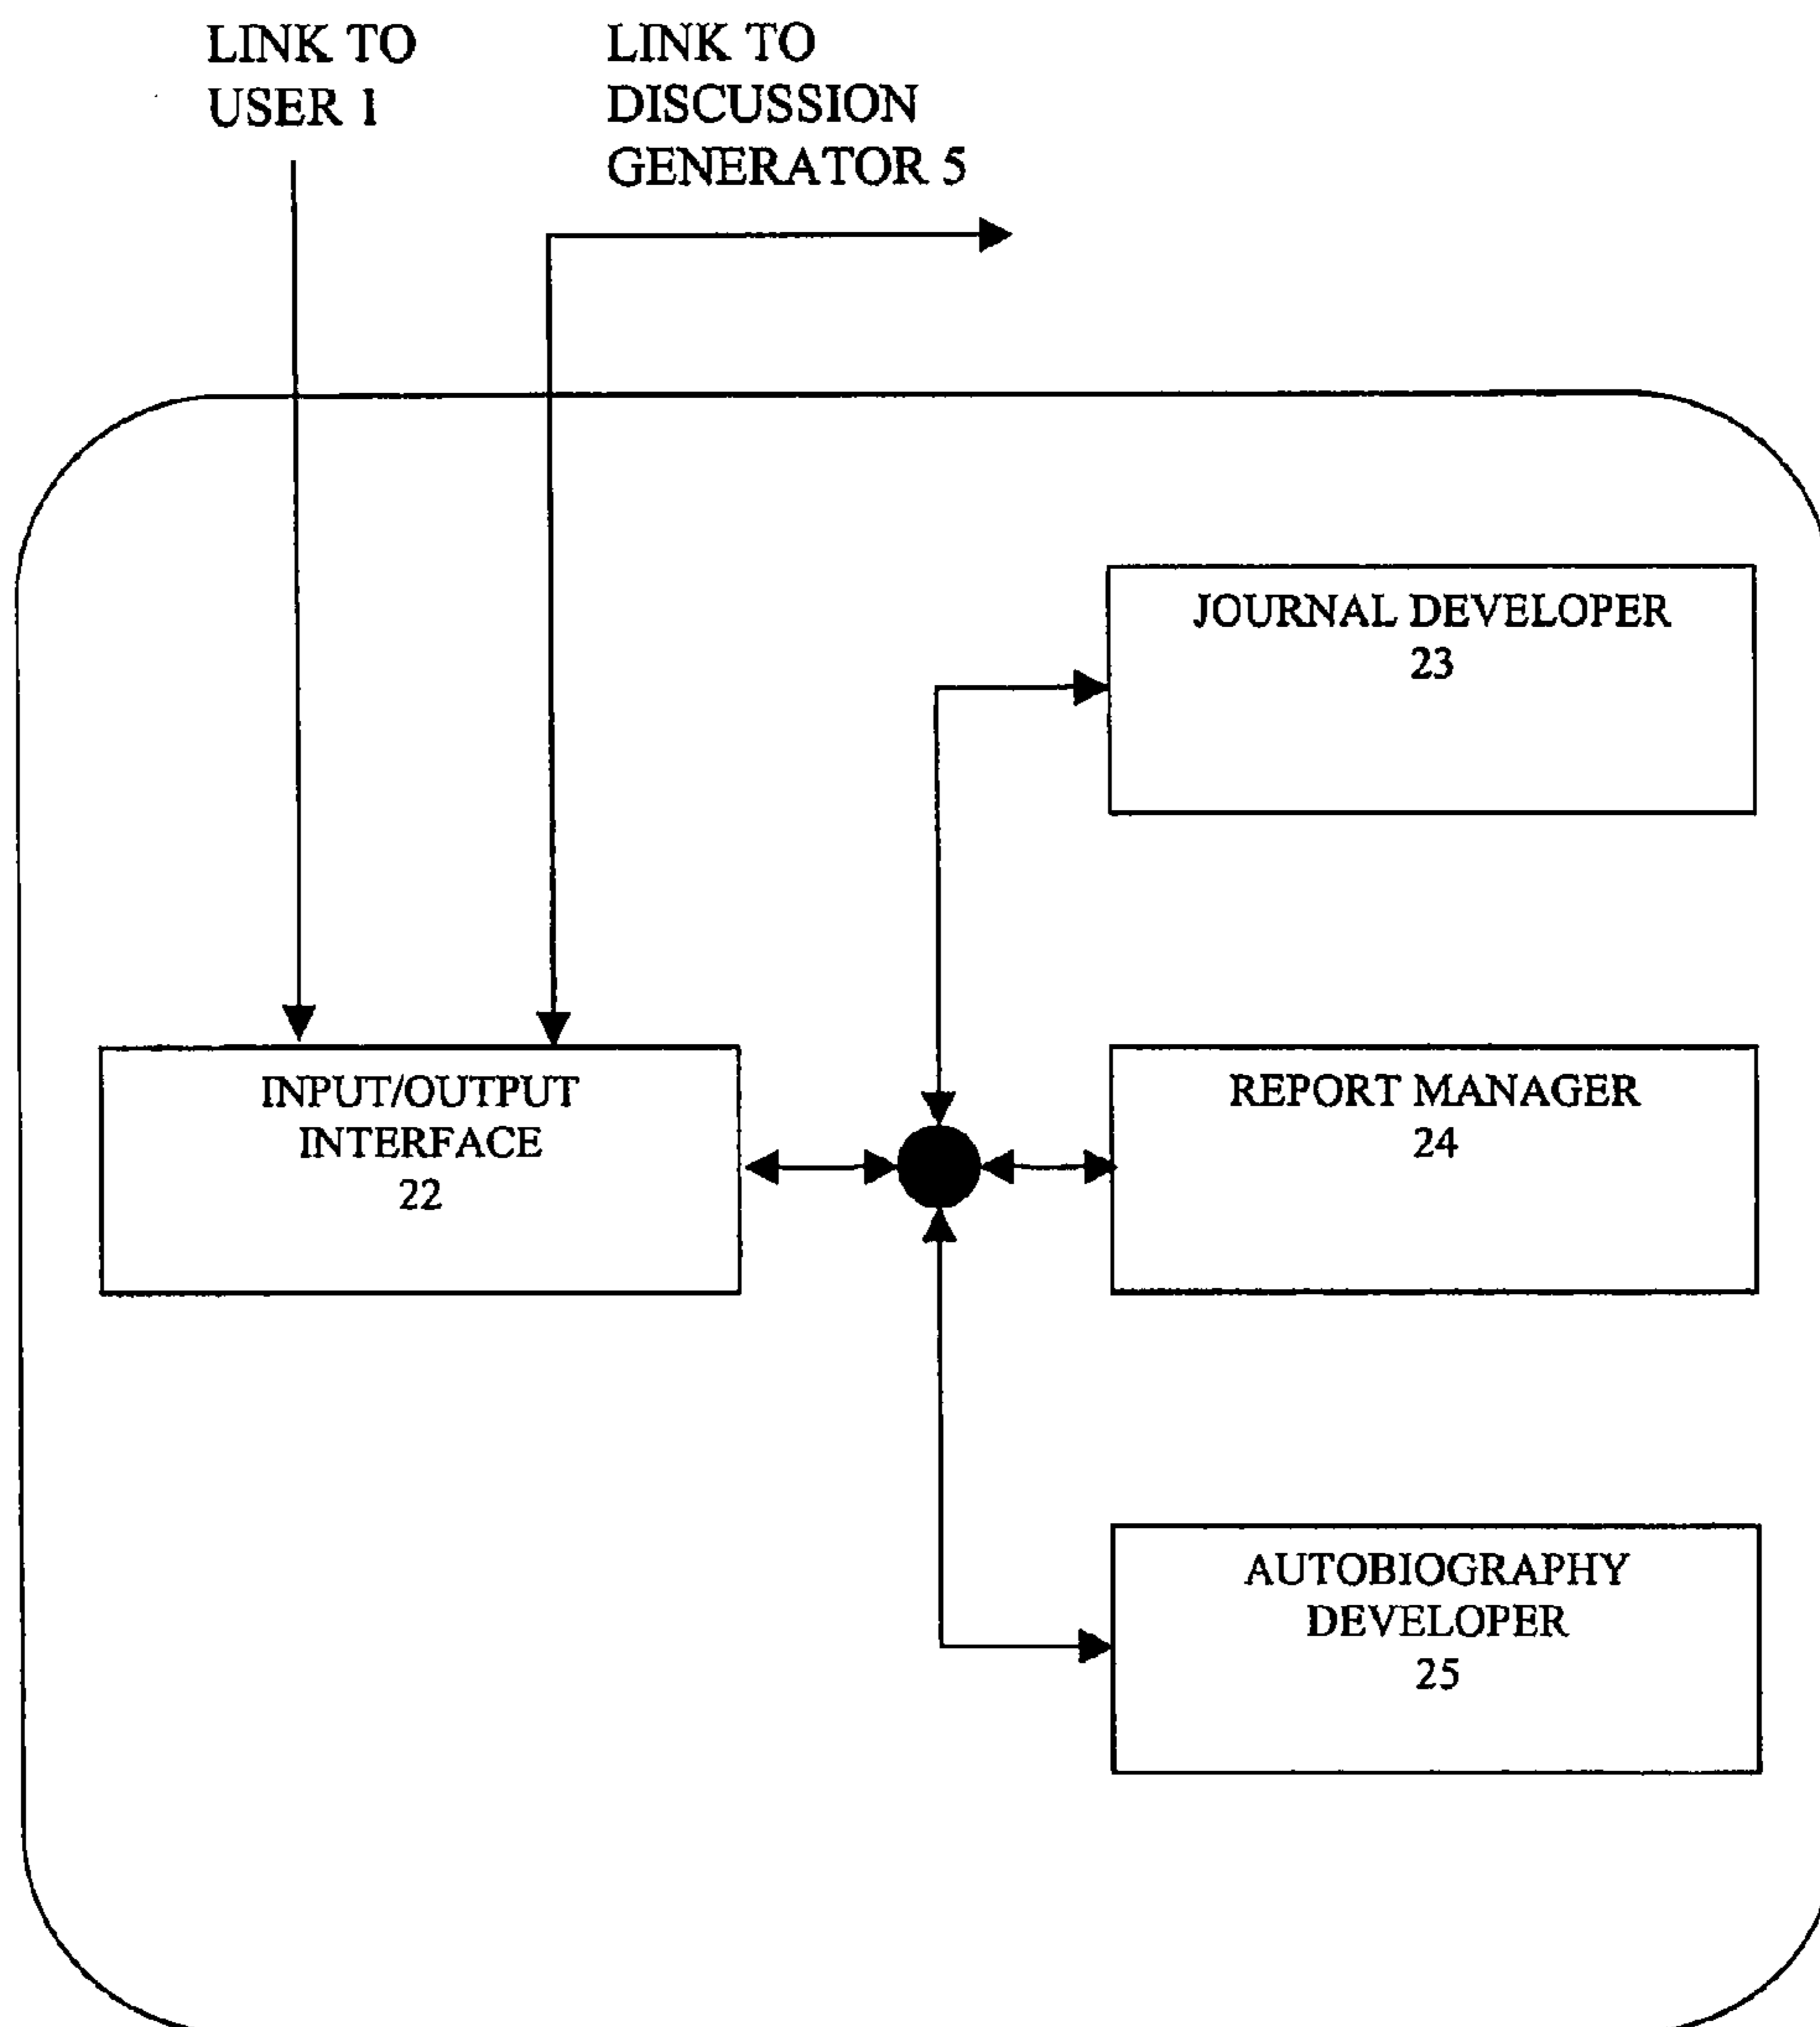 LINK TO
USER 1
LINK TO
DISCUSSION
GENERATOR 5
JOURNAL DEVELOPER
23
INPUT/OUTPUT
INTERFACE
22
REPORT MANAGER
24
AUTOBIOGRAPHY
DEVELOPER
25